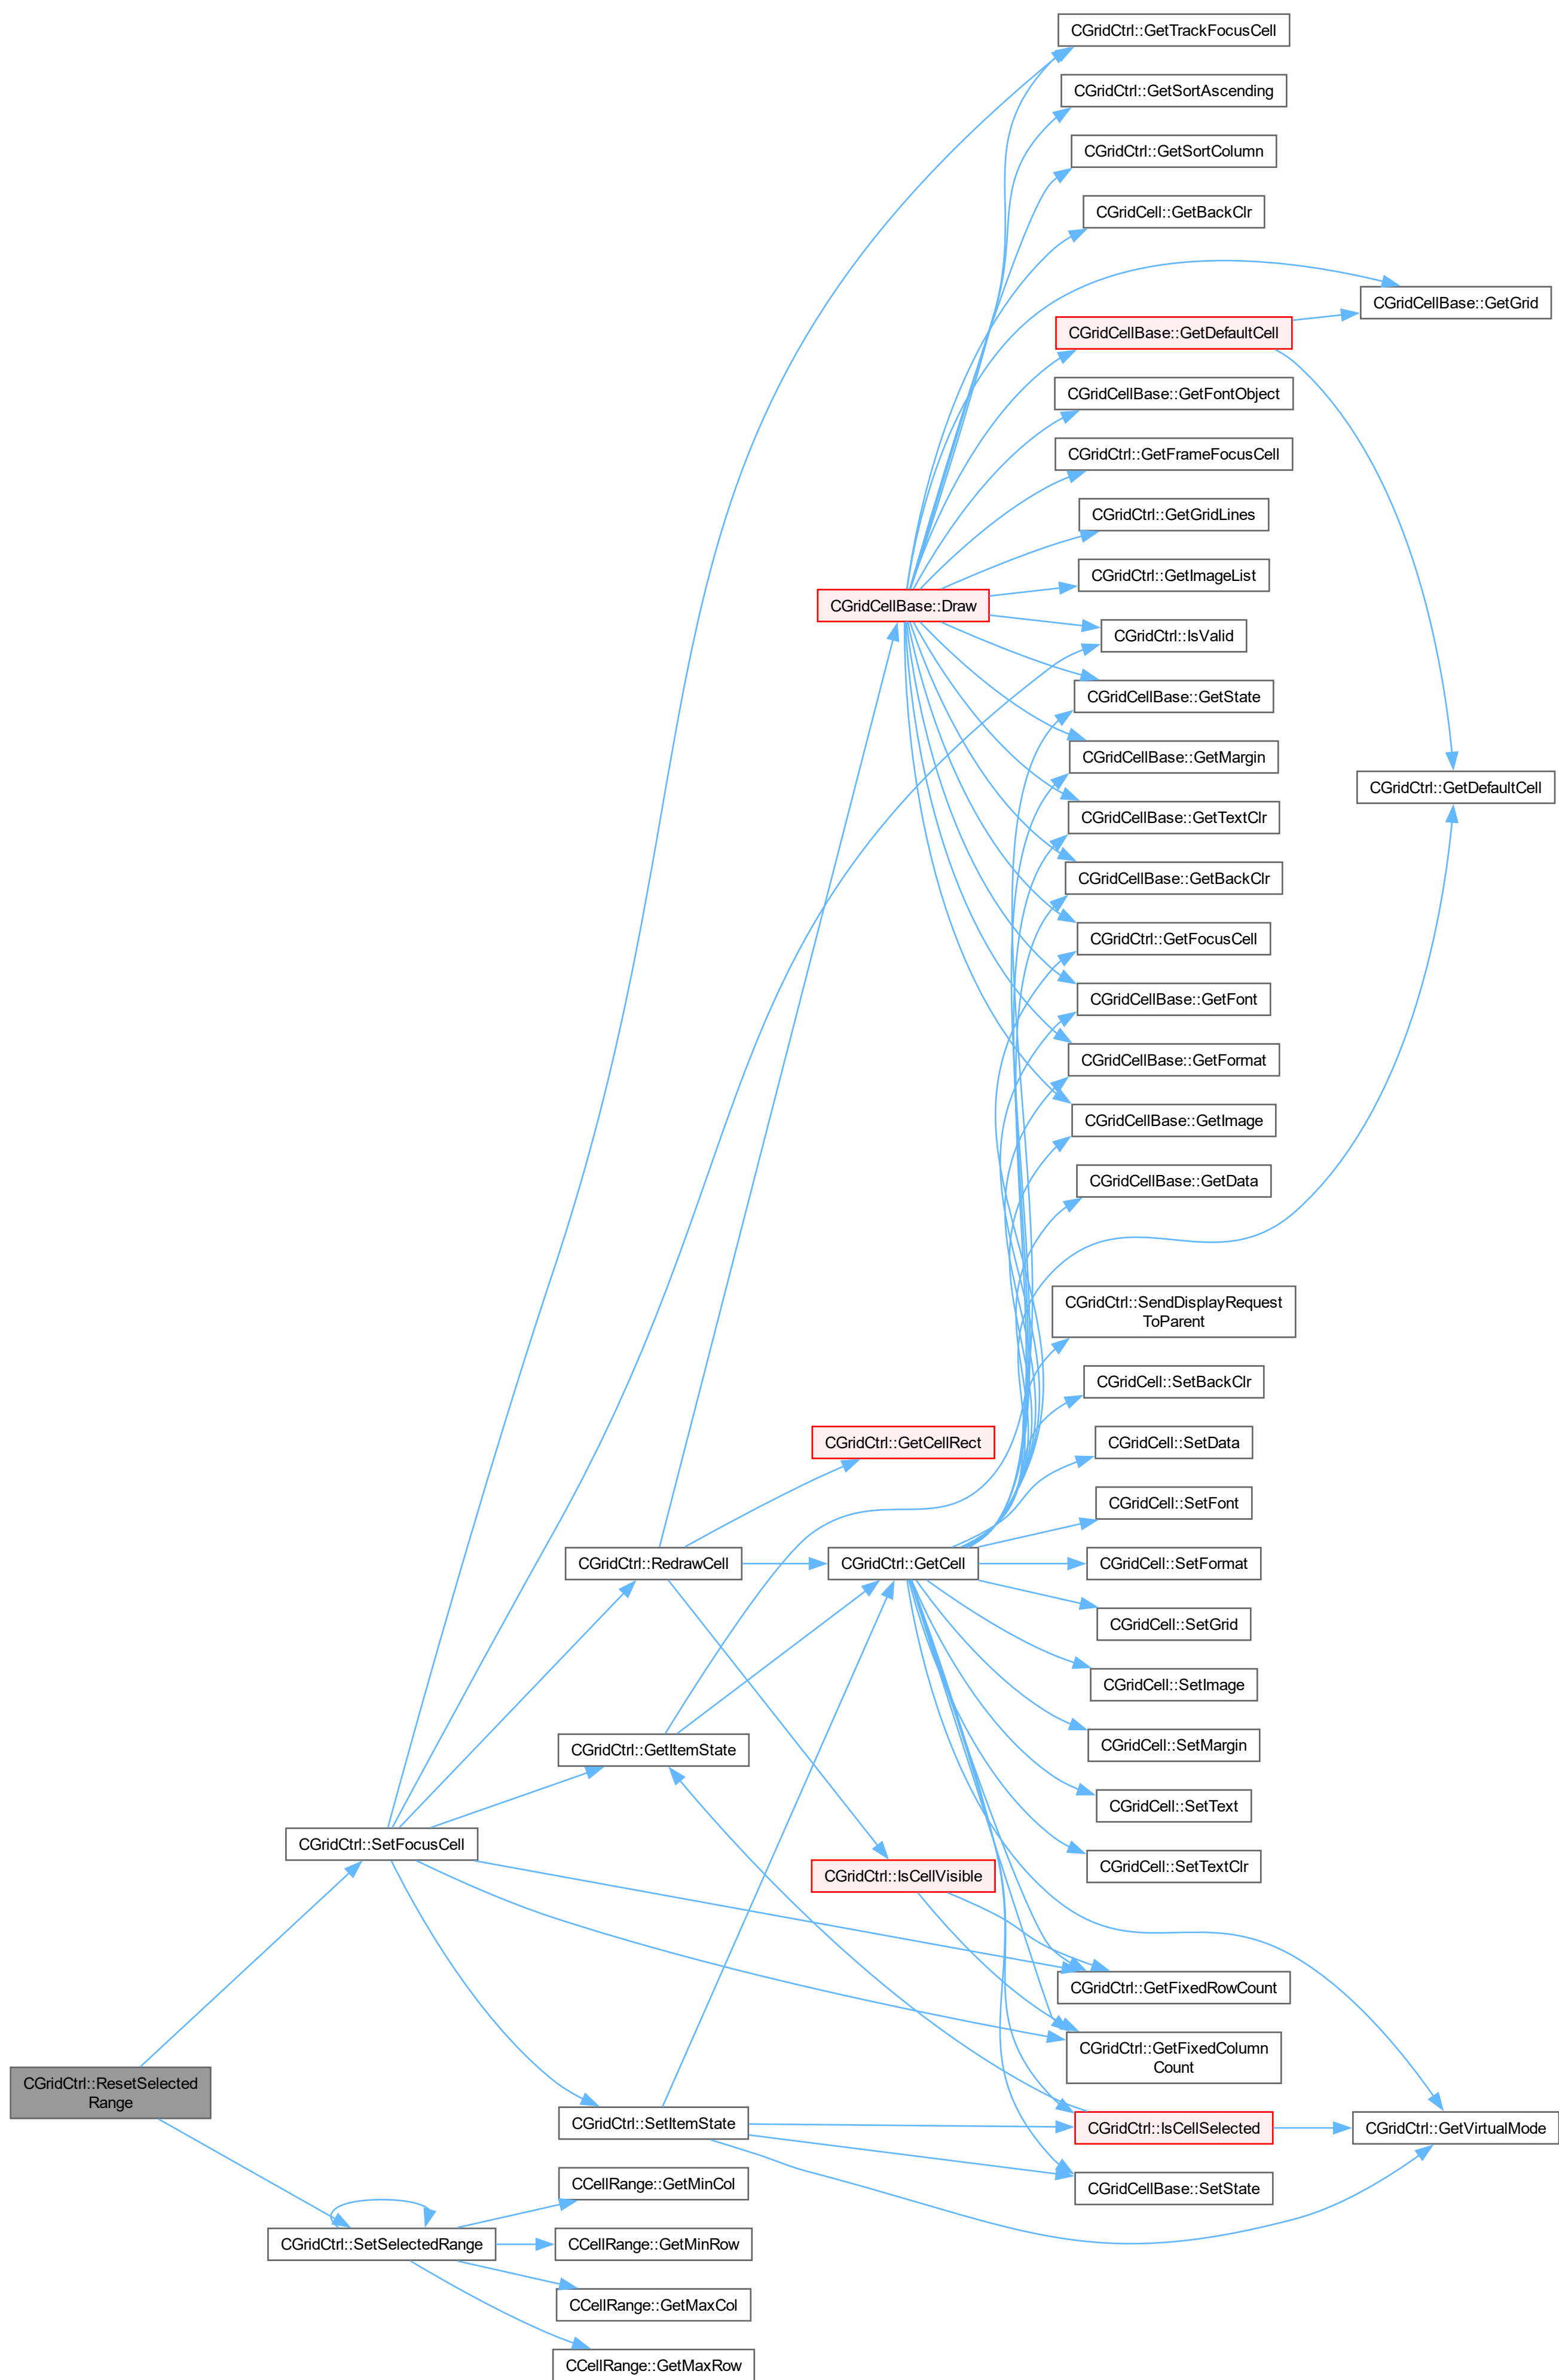 CGridCtrl::GetTrackFocusCell
CGridCtrl::GetSortAscending
CGridCtrl::GetSortColumn
CGridCell::GetBackClr
CGridCellBase::GetGrid
CGridCellBase::GetDefaultCell
CGridCellBase::GetFontObject
CGridCtrl::GetFrameFocusCell
CGridCtrl::GetGridLines
CGridCtrl::GetImageList
CGridCellBase::Draw
CGridCtrl::IsValid
CGridCellBase::GetState
CGridCellBase::GetMargin
CGridCtrl::GetDefaultCell
CGridCellBase::GetTextClr
CGridCellBase::GetBackClr
CGridCtrl::GetFocusCell
CGridCellBase::GetFont
CGridCellBase::GetFormat
CGridCellBase::GetImage
CGridCellBase::GetData
CGridCtrl::SendDisplayRequest
ToParent
CGridCell::SetBackClr
CGridCtrl::GetCellRect
CGridCell::SetData
CGridCell::SetFont
CGridCtrl::RedrawCell
CGridCtrl::GetCell
CGridCell::SetFormat
CGridCell::SetGrid
CGridCell::SetImage
CGridCtrl::GetItemState
CGridCell::SetMargin
CGridCell::SetText
CGridCtrl::SetFocusCell
CGridCell::SetTextClr
CGridCtrl::IsCellVisible
CGridCtrl::GetFixedRowCount
CGridCtrl::GetFixedColumn
Count
CGridCtrl::ResetSelected
Range
CGridCtrl::SetItemState
CGridCtrl::IsCellSelected
CGridCtrl::GetVirtualMode
CCellRange::GetMinCol
CGridCellBase::SetState
CGridCtrl::SetSelectedRange
CCellRange::GetMinRow
CCellRange::GetMaxCol
CCellRange::GetMaxRow